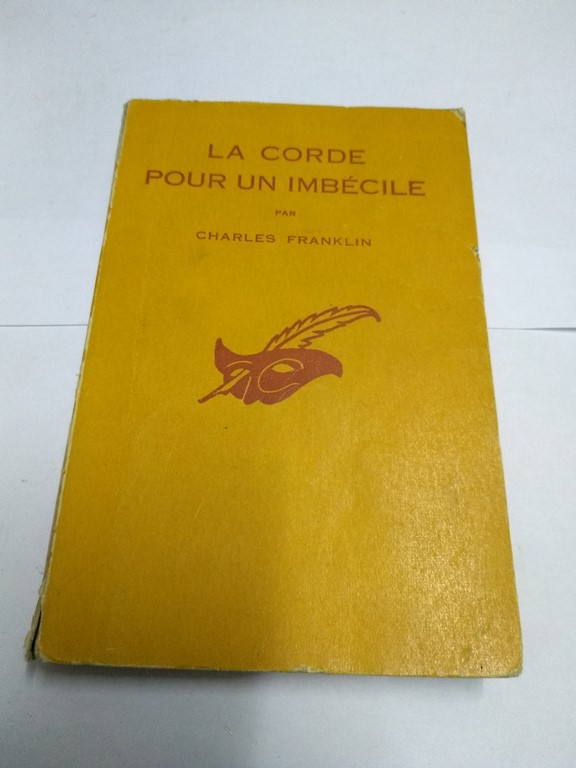 LA CORDE
POUR UN IMBÉCILE
PAR
CHARLES FRANKLIN